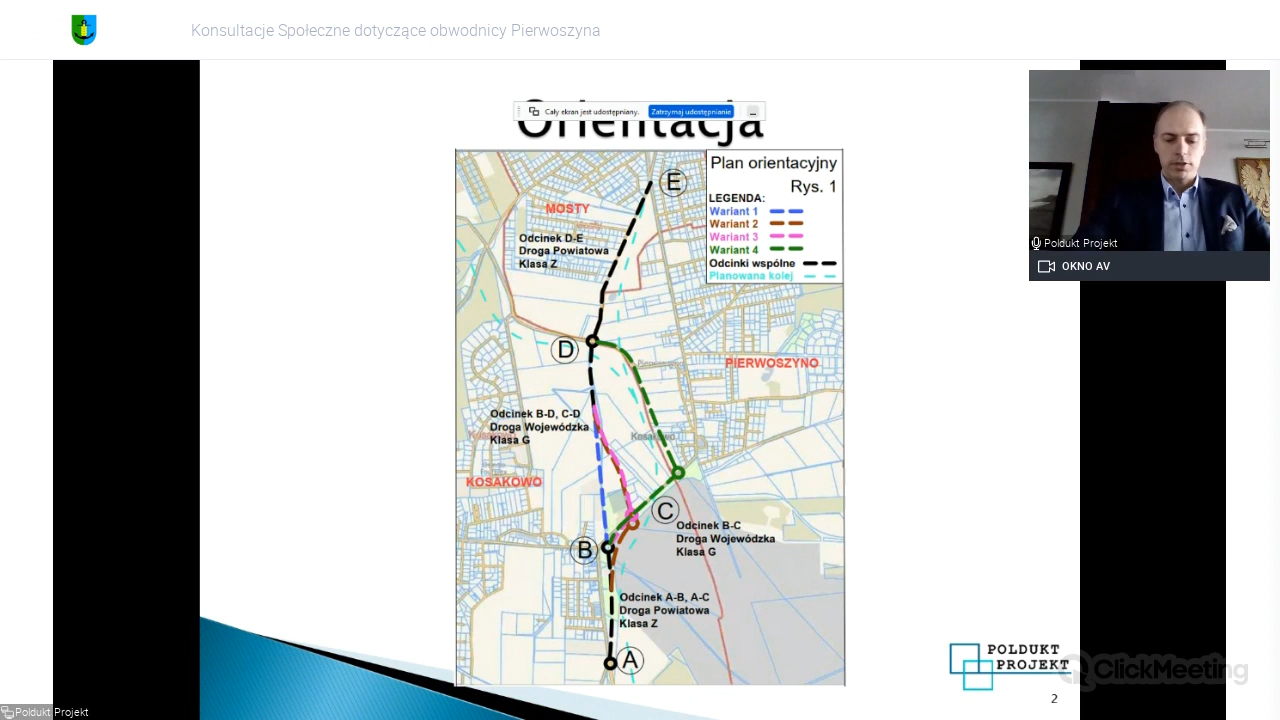 Konsultacje Społeczne dotyczące obwodnicy Pierwoszyna
Cały ekran jest udostępniany.
Zatrzymaj udostępnianie
Orientacja
Plan orientacyjny
Rys. 1
LEGENDA:
Wariant 1
Wariant 2
Wariant 3
Wariant 4
Odcinki wspólne
Planowana kolej
E
MOSTY
Odcinek D-E
Droga Powiatowa
Klasa Z
D
PIERWOSZYNO
Odcinek B-D, C-D
Droga Wojewódzka
Klasa G
Kosakowo
KOSAKOWO
C
Odcinek B-C
Droga Wojewódzka
Klasa G
B
Odcinek A-B, A-C
Droga Powiatowa
Klasa Z
A
POLDUKT
PROJEKT
2
ClickMeeting
Poldukt Projekt
OKNO AV
Poldukt Projekt